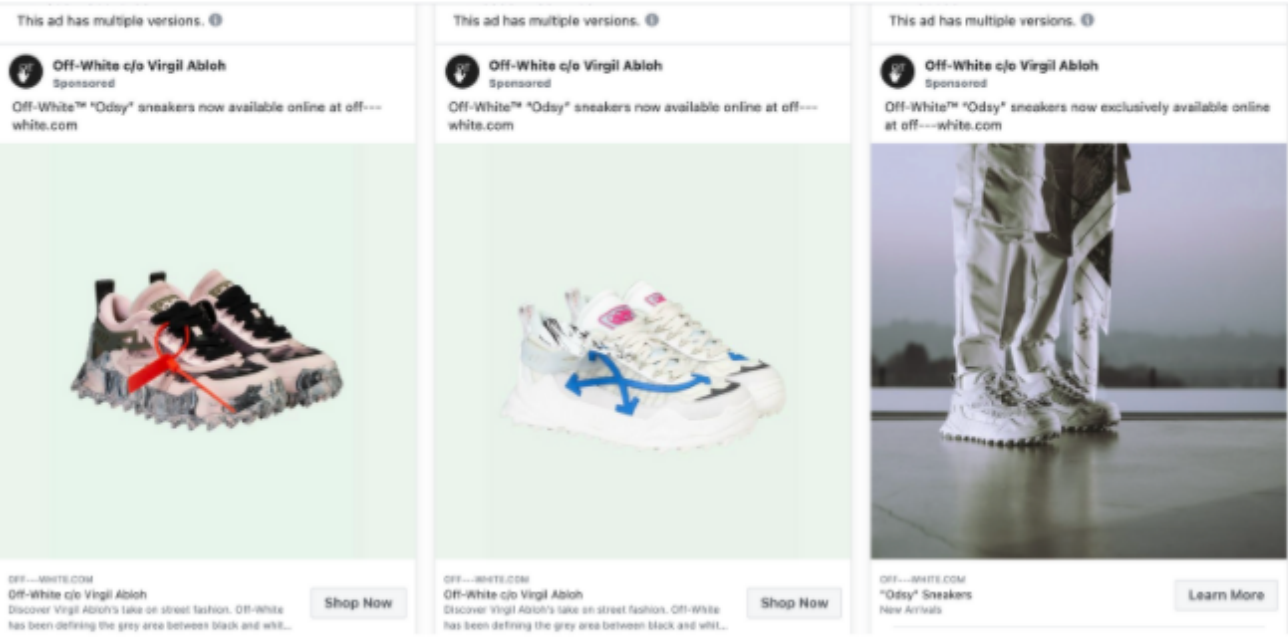 This ad has multiple versions.
Off-White c/o Virgil Abloh
Sponsored
Off-White™ "Odsy" sneakers now available online at off---
white.com
OFF---WHITE.COM
Off-White c/o Virgil Abloh
Discover Virgil Abloh's take on street fashion. Off-White
has been defining the grey area between black and whit...
Shop Now
This ad has multiple versions.
Off-White c/o Virgil Abloh
Sponsored
Off-White™ "Odsy" sneakers now available online at off---
white.com
OFF---WHITE.COM
Off-White c/o Virgil Abloh
Discover Virgil Abloh's take on street fashion. Off-White
has been defining the grey area between black and whit...
Shop Now
This ad has multiple versions.
Off-White c/o Virgil Abloh
Sponsored
Off-White™ "Odsy" sneakers now exclusively available online
at off---white.com
OFF---WHITE.COM
"Odsy" Sneakers
New Arrivals
Learn More